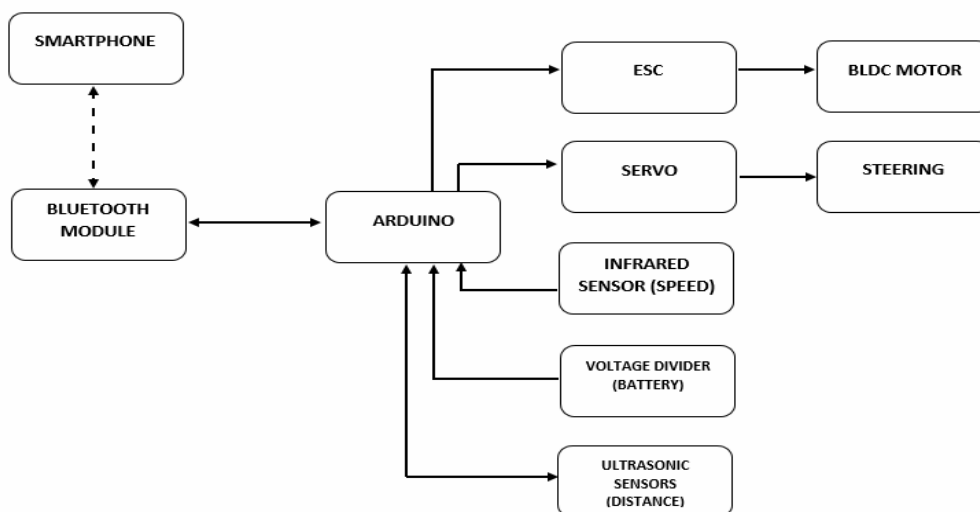 SMARTPHONE
BLUETOOTH
MODULE
ARDUINO
ESC
BLDC MOTOR
SERVO
STEERING
INFRARED
SENSOR (SPEED)
VOLTAGE DIVIDER
(BATTERY)
ULTRASONIC
SENSORS
(DISTANCE)